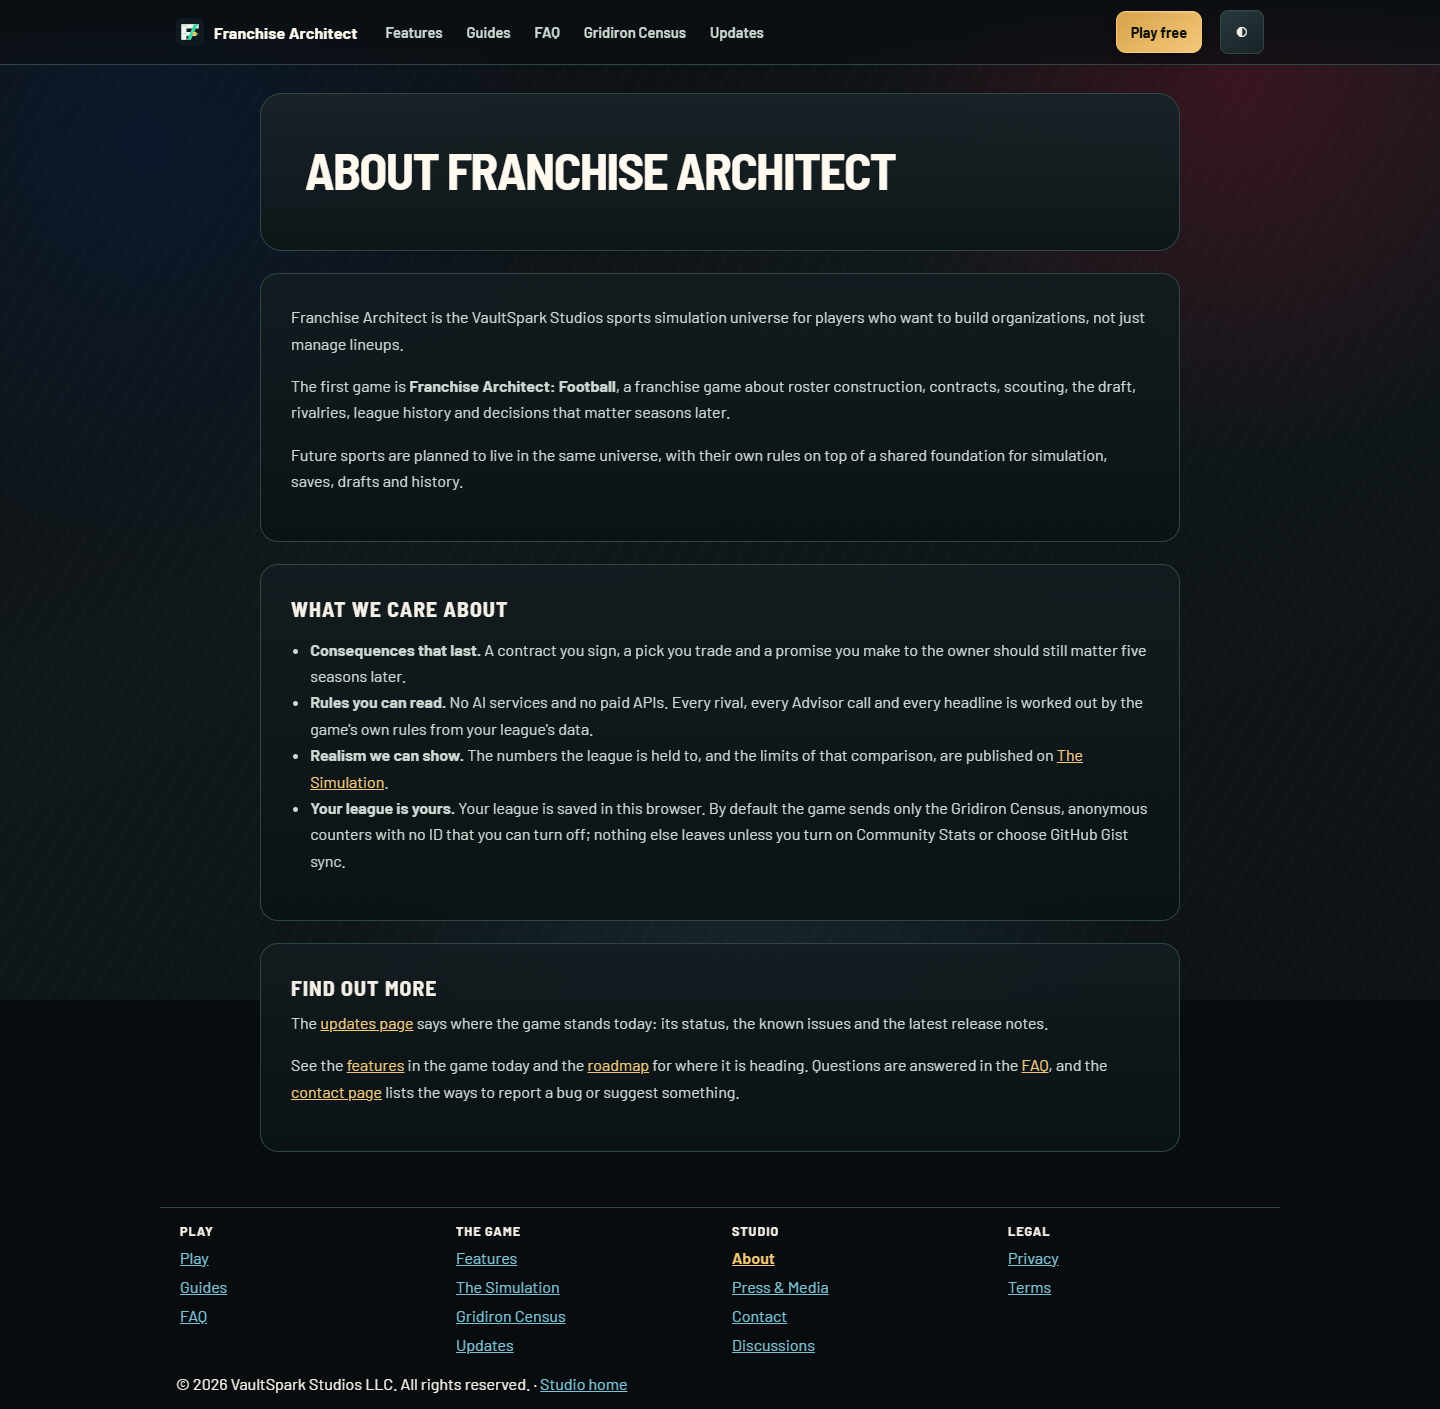 Franchise Architect Features Guides FAQ Gridiron Census Updates Play free
ABOUT FRANCHISE ARCHITECT
Franchise Architect is the VaultSpark Studios sports simulation universe for players who want to build organizations, not just
manage lineups.
The first game is Franchise Architect: Football, a franchise game about roster construction, contracts, scouting, the draft,
rivalries, league history and decisions that matter seasons later.
Future sports are planned to live in the same universe, with their own rules on top of a shared foundation for simulation,
saves, drafts and history.
WHAT WE CARE ABOUT
• Consequences that last. A contract you sign, a pick you trade and a promise you make to the owner should still matter five
seasons later.
• Rules you can read. No AI services and no paid APIs. Every rival, every Advisor call and every headline is worked out by the
game's own rules from your league's data.
• Realism we can show. The numbers the league is held to, and the limits of that comparison, are published on The
Simulation.
• Your league is yours. Your league is saved in this browser. By default the game sends only the Gridiron Census, anonymous
counters with no ID that you can turn off; nothing else leaves unless you turn on Community Stats or choose GitHub Gist
sync.
FIND OUT MORE
The updates page says where the game stands today: its status, the known issues and the latest release notes.
See the features in the game today and the roadmap for where it is heading. Questions are answered in the FAQ, and the
contact page lists the ways to report a bug or suggest something.
PLAY
Play
Guides
FAQ
THE GAME
Features
The Simulation
Gridiron Census
Updates
STUDIO
About
Press & Media
Contact
Discussions
LEGAL
Privacy
Terms
© 2026 VaultSpark Studios LLC. All rights reserved. · Studio home